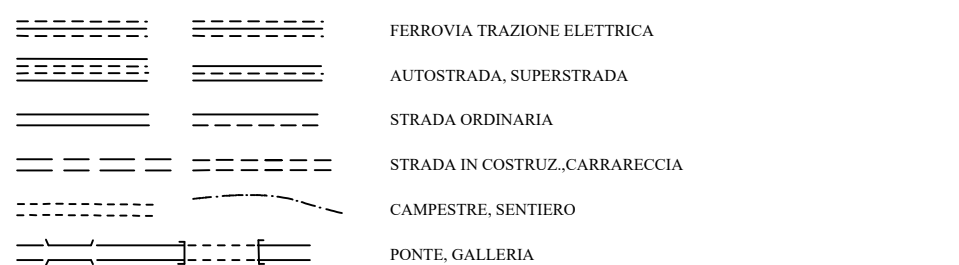 FERROVIA TRAZIONE ELETTRICA
AUTOSTRADA, SUPERSTRADA
STRADA ORDINARIA
STRADA IN COSTRUZ.,CARRARECCIA
CAMPESTRE, SENTIERO
PONTE, GALLERIA